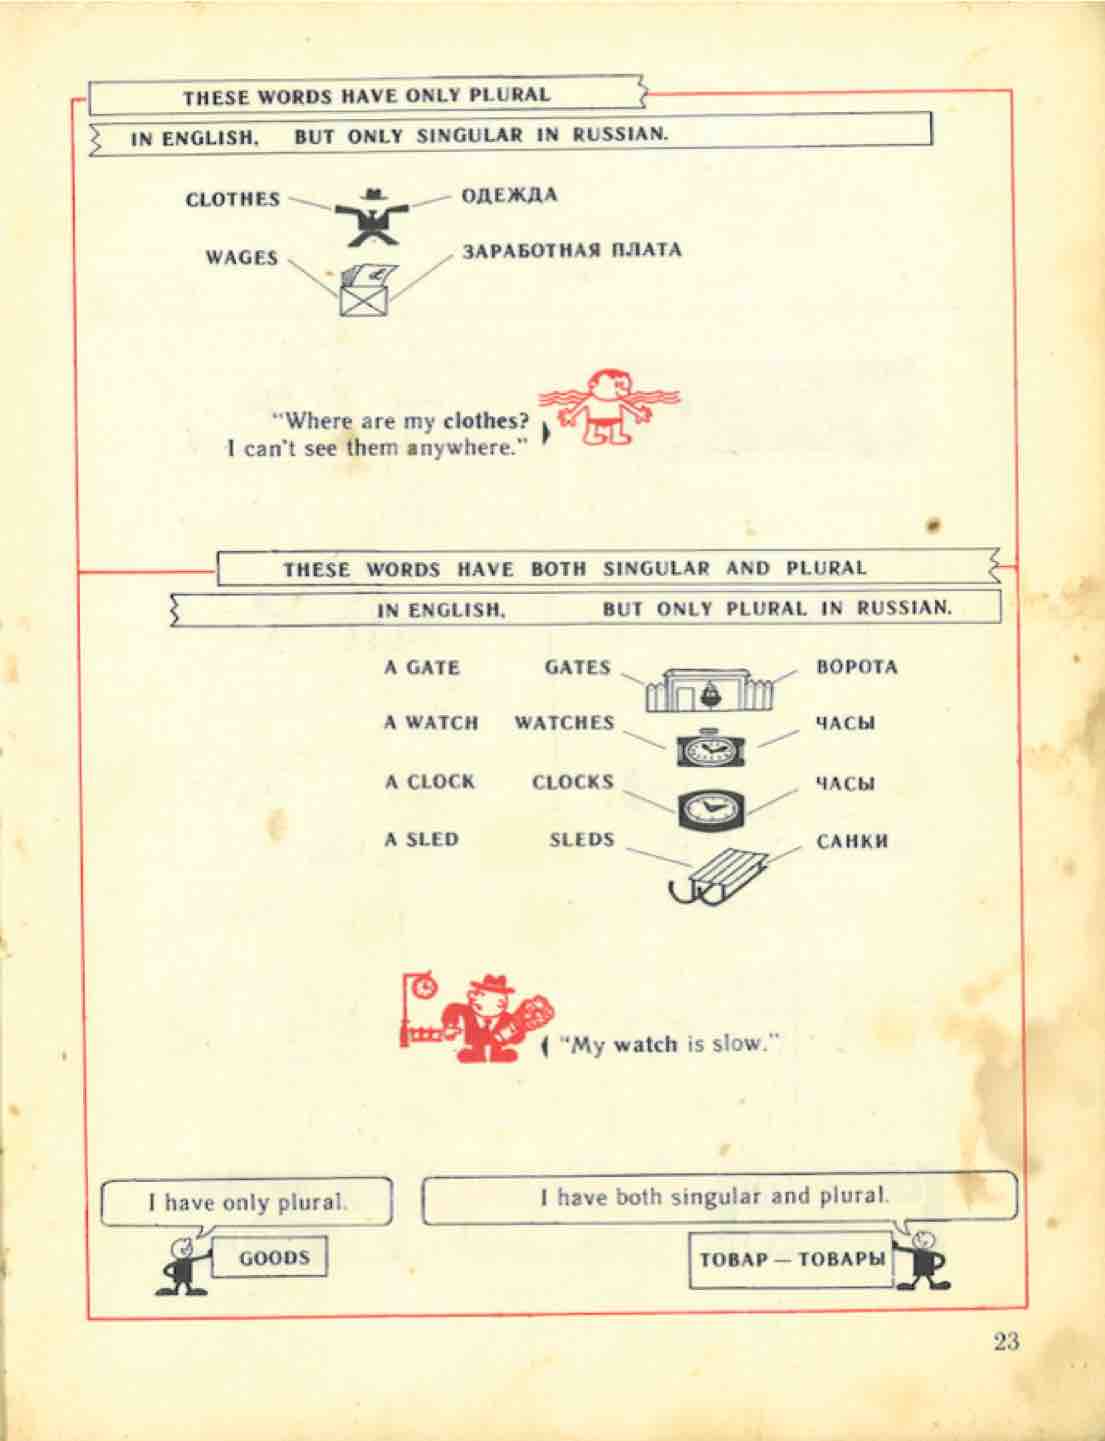 THESE WORDS HAVE ONLY PLURAL
IN ENGLISH, BUT ONLY SINGULAR IN RUSSIAN.
CLOTHES ОДЕЖДА
WAGES ЗАРАБОТНАЯ ПЛАТА
"Where are my clothes?
I can't see them anywhere."
THESE WORDS HAVE BOTH SINGULAR AND PLURAL
IN ENGLISH, BUT ONLY PLURAL IN RUSSIAN.
A GATE GATES ВОРОТА
A WATCH WATCHES ЧАСЫ
A CLOCK CLOCKS ЧАСЫ
A SLED SLEDS САНКИ
"My watch is slow."
I have only plural.
I have both singular and plural.
GOODS
ТОВАР — ТОВАРЫ
23